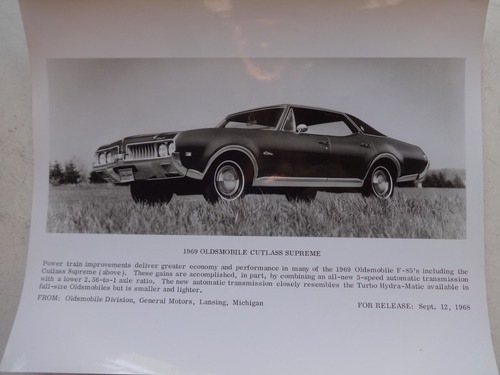 1969 OLDSMOBILE CUTLASS SUPREME
Power train improvements deliver greater economy and performance in many of the 1969 Oldsmobile F-85's including the
Cutlass Supreme (above). These gains are accomplished, in part, by combining an all-new 3-speed automatic transmission
with a lower 2.56-to-1 axle ratio. The new automatic transmission closely resembles the Turbo Hydra-Matic available in
full-size Oldsmobiles but is smaller and lighter.
FROM: Oldsmobile Division, General Motors, Lansing, Michigan
FOR RELEASE: Sept. 12, 1968